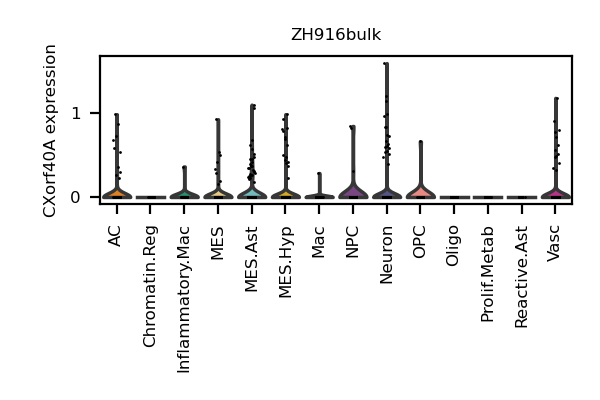 ZH916bulk
CXorf40A expression
1
0
AC
Chromatin.Reg
Inflammatory.Mac
MES
MES.Ast
MES.Hyp
Mac
NPC
Neuron
OPC
Oligo
Prolif.Metab
Reactive.Ast
Vasc